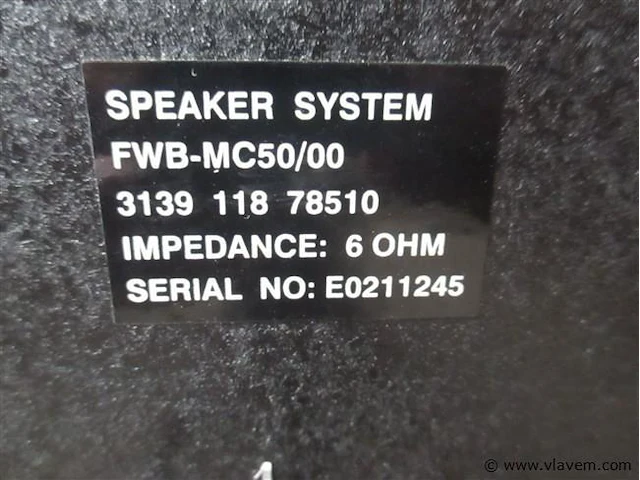 SPEAKER SYSTEM
FWB-MC50/00
3139 118 78510
IMPEDANCE: 6 OHM
SERIAL NO: E0211245
© www.vlavem.com